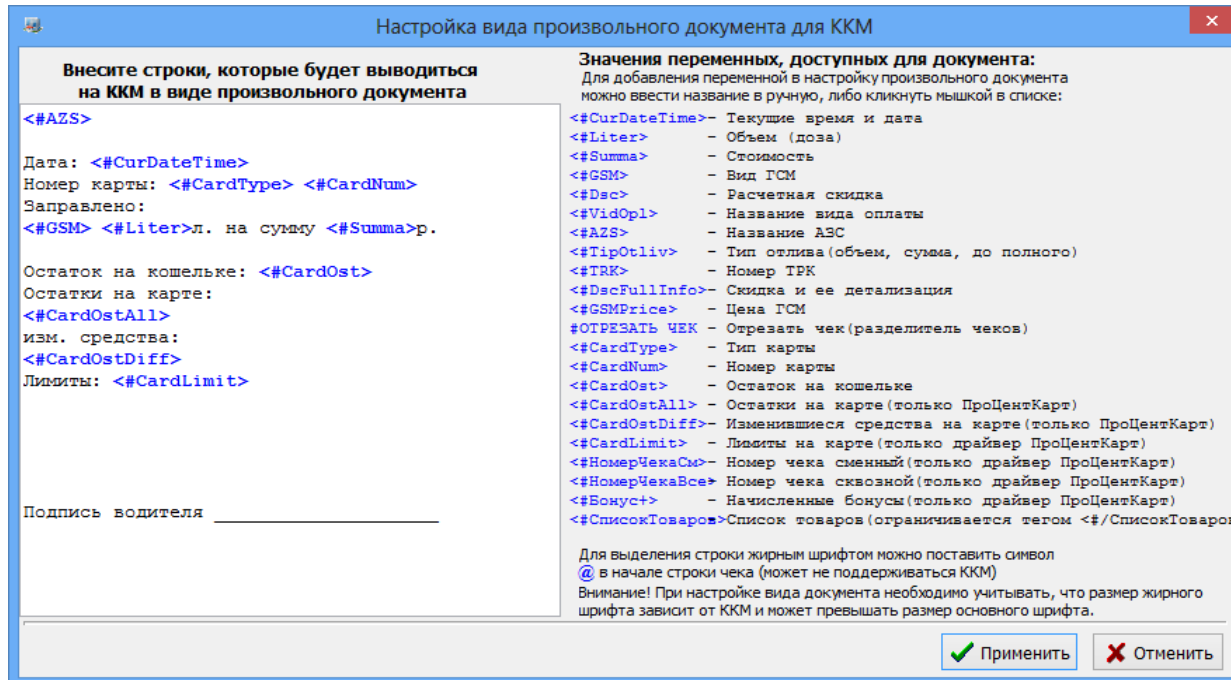 Настройка вида произвольного документа для ККМ
Внесите строки, которые будет выводиться
на ККМ в виде произвольного документа
<#AZS>
Дата: <#CurDateTime>
Номер карты: <#CardType> <#CardNum>
Заправлено:
<#GSM> <#Liter>л. на сумму <#Summa>р.
Остаток на кошельке: <#CardOst>
Остатки на карте:
<#CardOstAll>
изм. средства:
<#CardOstDiff>
Лимиты: <#CardLimit>
Подпись водителя ____________________
Значения переменных, доступных для документа:
Для добавления переменной в настройку произвольного документа
можно ввести название в ручную, либо кликнуть мышкой в списке:
<#CurDateTime>- Текущие время и дата
<#Liter> - Объем (доза)
<#Summa> - Стоимость
<#GSM> - Вид ГСМ
<#Dsc> - Расчетная скидка
<#VidOpl> - Название вида оплаты
<#AZS> - Название АЗС
<#TipOtliv> - Тип отлива(объем, сумма, до полного)
<#TRK> - Номер ТРК
<#DscFullInfo>- Скидка и ее детализация
<#GSMPrice> - Цена ГСМ
#ОТРЕЗАТЬ ЧЕК - Отрезать чек(разделитель чеков)
<#CardType> - Тип карты
<#CardNum> - Номер карты
<#CardOst> - Остаток на кошельке
<#CardOstAll> - Остатки на карте(только ПроЦентКарт)
<#CardOstDiff>- Изменившиеся средства на карте(только ПроЦентКарт)
<#CardLimit> - Лимиты на карте(только драйвер ПроЦентКарт)
<#НомерЧекаСм>- Номер чека сменный(только драйвер ПроЦентКарт)
<#НомерЧекаВсе> Номер чека сквозной(только драйвер ПроЦентКарт)
<#Бонус+> - Начисленные бонусы(только драйвер ПроЦентКарт)
<#СписокТоваров>Список товаров(ограничивается тегом <#/СписокТоваро
Для выделения строки жирным шрифтом можно поставить символ
@ в начале строки чека (может не поддерживаться ККМ)
Внимание! При настройке вида документа необходимо учитывать, что размер жирного
шрифта зависит от ККМ и может превышать размер основного шрифта.
Применить
Отменить